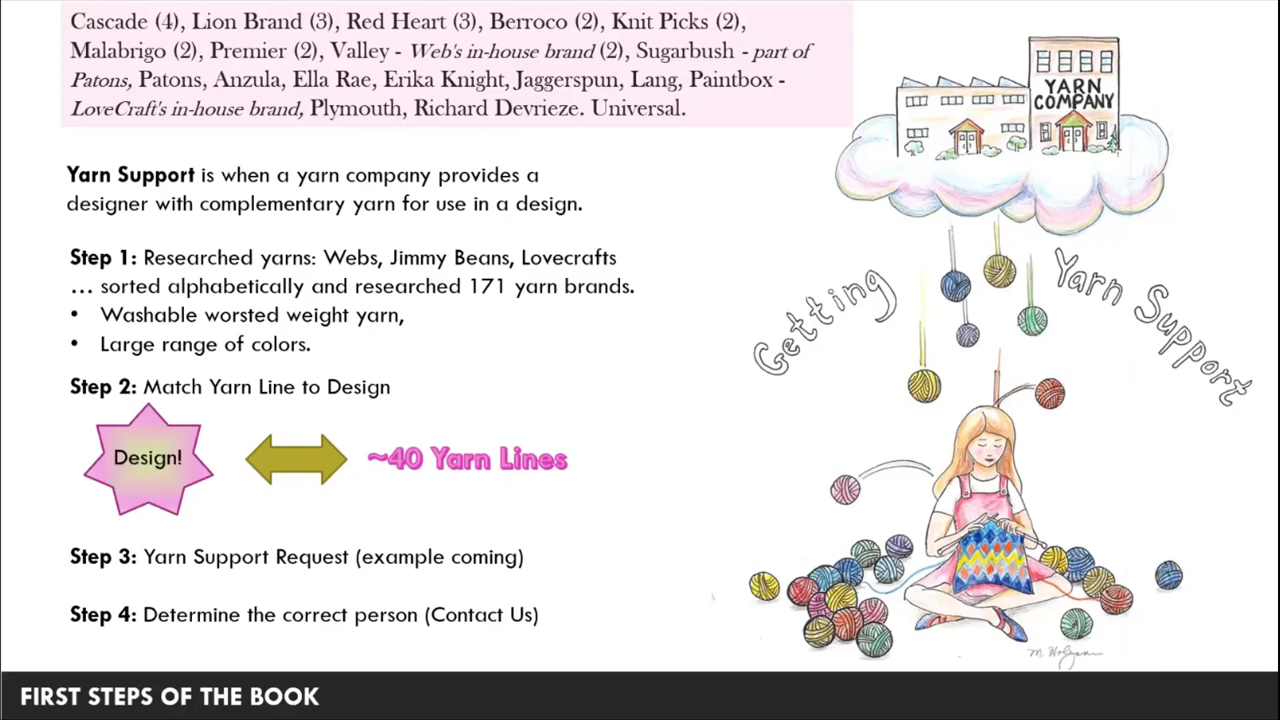 Cascade (4), Lion Brand (3), Red Heart (3), Berroco (2), Knit Picks (2),
Malabrigo (2), Premier (2), Valley - Web's in-house brand (2), Sugarbush - part of
Patons, Patons, Anzula, Ella Rae, Erika Knight, Jaggerspun, Lang, Paintbox -
LoveCraft's in-house brand, Plymouth, Richard Devrieze. Universal.
YARN
COMPANY
Yarn Support is when a yarn company provides a
designer with complementary yarn for use in a design.
Step 1: Researched yarns: Webs, Jimmy Beans, Lovecrafts
… sorted alphabetically and researched 171 yarn brands.
• Washable worsted weight yarn,
• Large range of colors.
Getting
Yarn Support
Step 2: Match Yarn Line to Design
Design!
~40 Yarn Lines
Step 3: Yarn Support Request (example coming)
Step 4: Determine the correct person (Contact Us)
FIRST STEPS OF THE BOOK